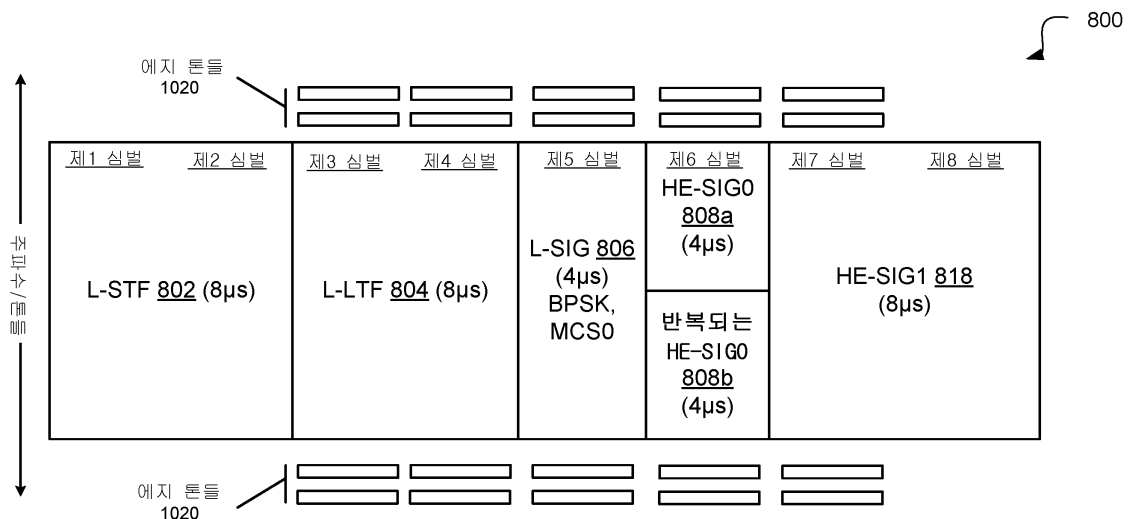 800
에지 톤들
1020
주파수/톤들
제1 심벌
제2 심벌
L-STF 802 (8µs)
제3 심벌
제4 심벌
L-LTF 804 (8µs)
제5 심벌
L-SIG 806
(4µs)
BPSK,
MCS0
제6 심벌
HE-SIG0
808a
(4µs)
반복되는
HE-SIG0
808b
(4µs)
제7 심벌
제8 심벌
HE-SIG1 818
(8µs)
에지 톤들
1020